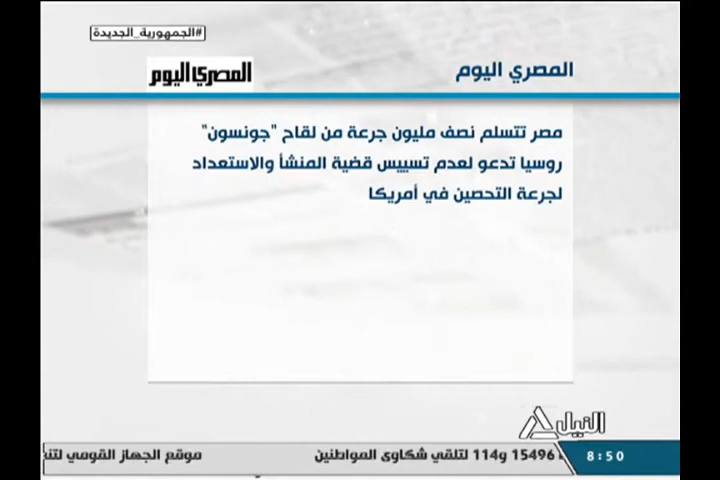 #الجمهورية_الجديدة
المصري اليوم
المصري اليوم
مصر تتسلم نصف مليون جرعة من لقاح "جونسون"
روسيا تدعو لعدم تسييس قضية المنشأ والاستعداد
لجرعة التحصين في أمريكا
النيل
8:50
15496 و114 لتلقي شكاوى المواطنين
موقع الجهاز القومي